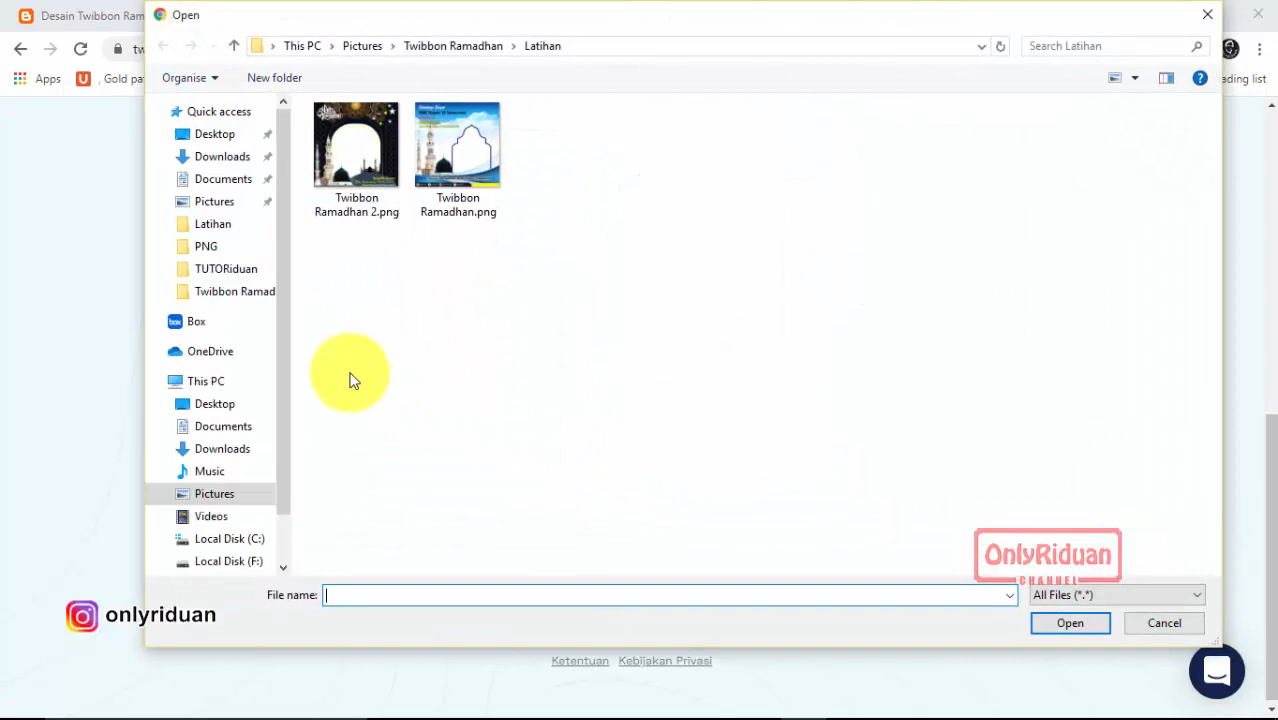 Desain Twibbon Ram
Open
tw
This PC
Pictures
Twibbon Ramadhan
Latihan
Search Latihan
Apps
U
, Gold pa
Organise
New folder
ading list
Quick access
Desktop
Downloads
Documents
Pictures
Latihan
PNG
TUTORiduan
Twibbon Ramad
box
Box
OneDrive
This PC
Desktop
Documents
Downloads
Music
Pictures
Videos
Local Disk (C:)
Local Disk (F:)
Twibbon
Ramadhan 2.png
Twibbon
Ramadhan.png
OnlyRiduan
CHANNEL
File name:
All Files (*.*)
Open
Cancel
onlyriduan
Ketentuan
Kebijakan Privasi